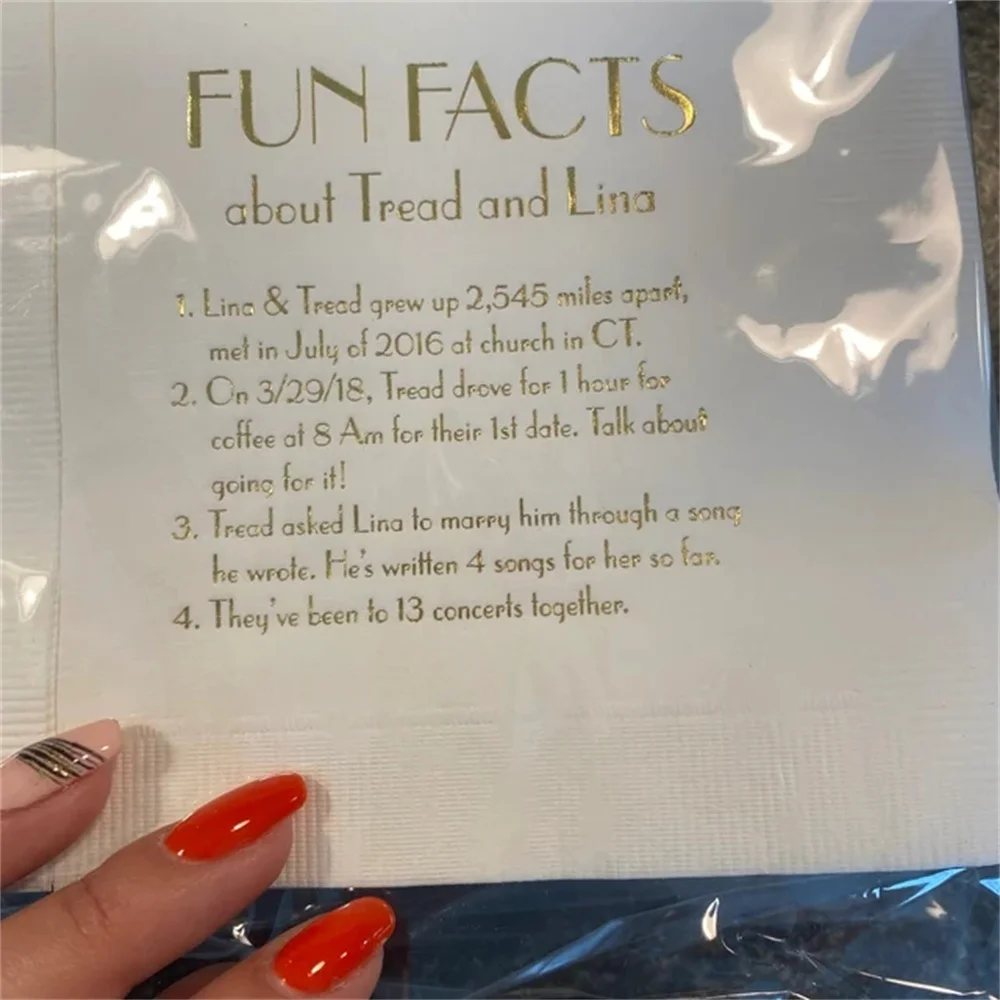 FUN FACTS
about Tread and Lina
1. Lina & Tread grew up 2,545 miles apart,
met in July of 2016 at church in CT.
2. On 3/29/18, Tread drove for 1 hour for
coffee at 8 Am for their 1st date. Talk about
going for it!
3. Tread asked Lina to marry him through a song
he wrote. He's written 4 songs for her so far.
4. They've been to 13 concerts together.